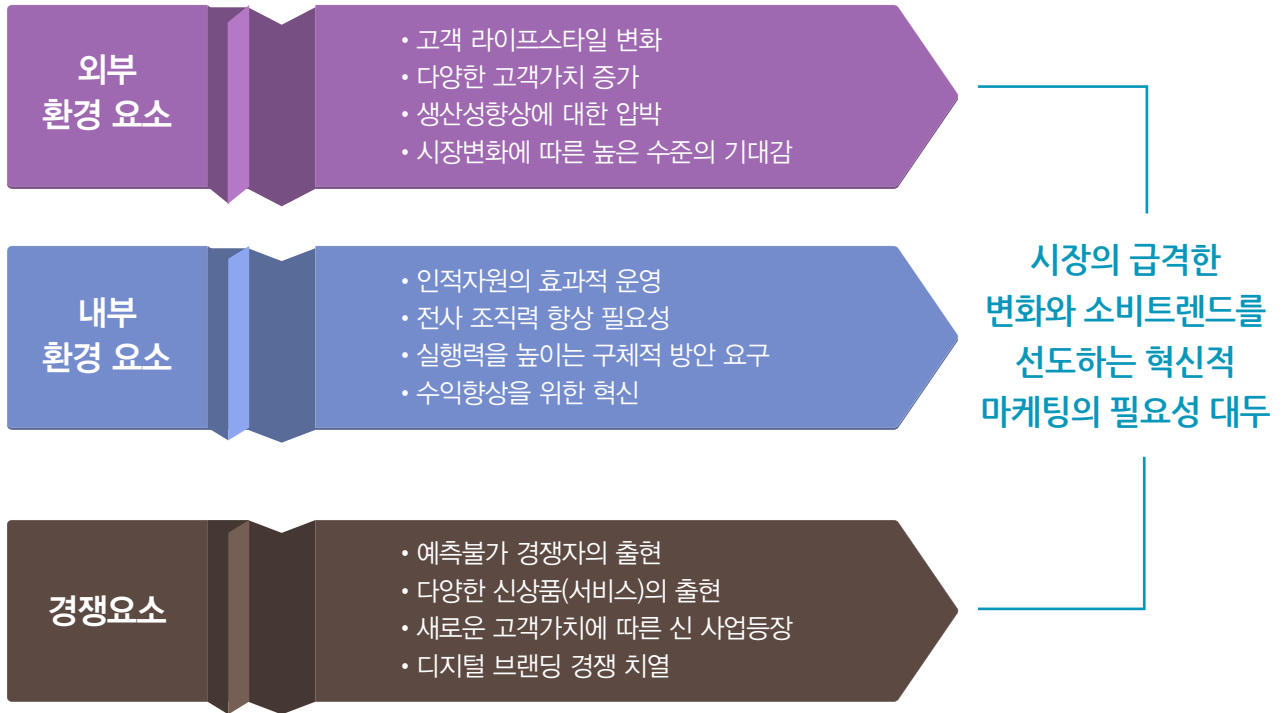 외부
환경 요소
• 고객 라이프스타일 변화
• 다양한 고객가치 증가
• 생산성향상에 대한 압박
• 시장변화에 따른 높은 수준의 기대감
내부
환경 요소
• 인적자원의 효과적 운영
• 전사 조직력 향상 필요성
• 실행력을 높이는 구체적 방안 요구
• 수익향상을 위한 혁신
시장의 급격한
변화와 소비트렌드를
선도하는 혁신적
마케팅의 필요성 대두
경쟁요소
• 예측불가 경쟁자의 출현
• 다양한 신상품(서비스)의 출현
• 새로운 고객가치에 따른 신 사업등장
• 디지털 브랜딩 경쟁 치열